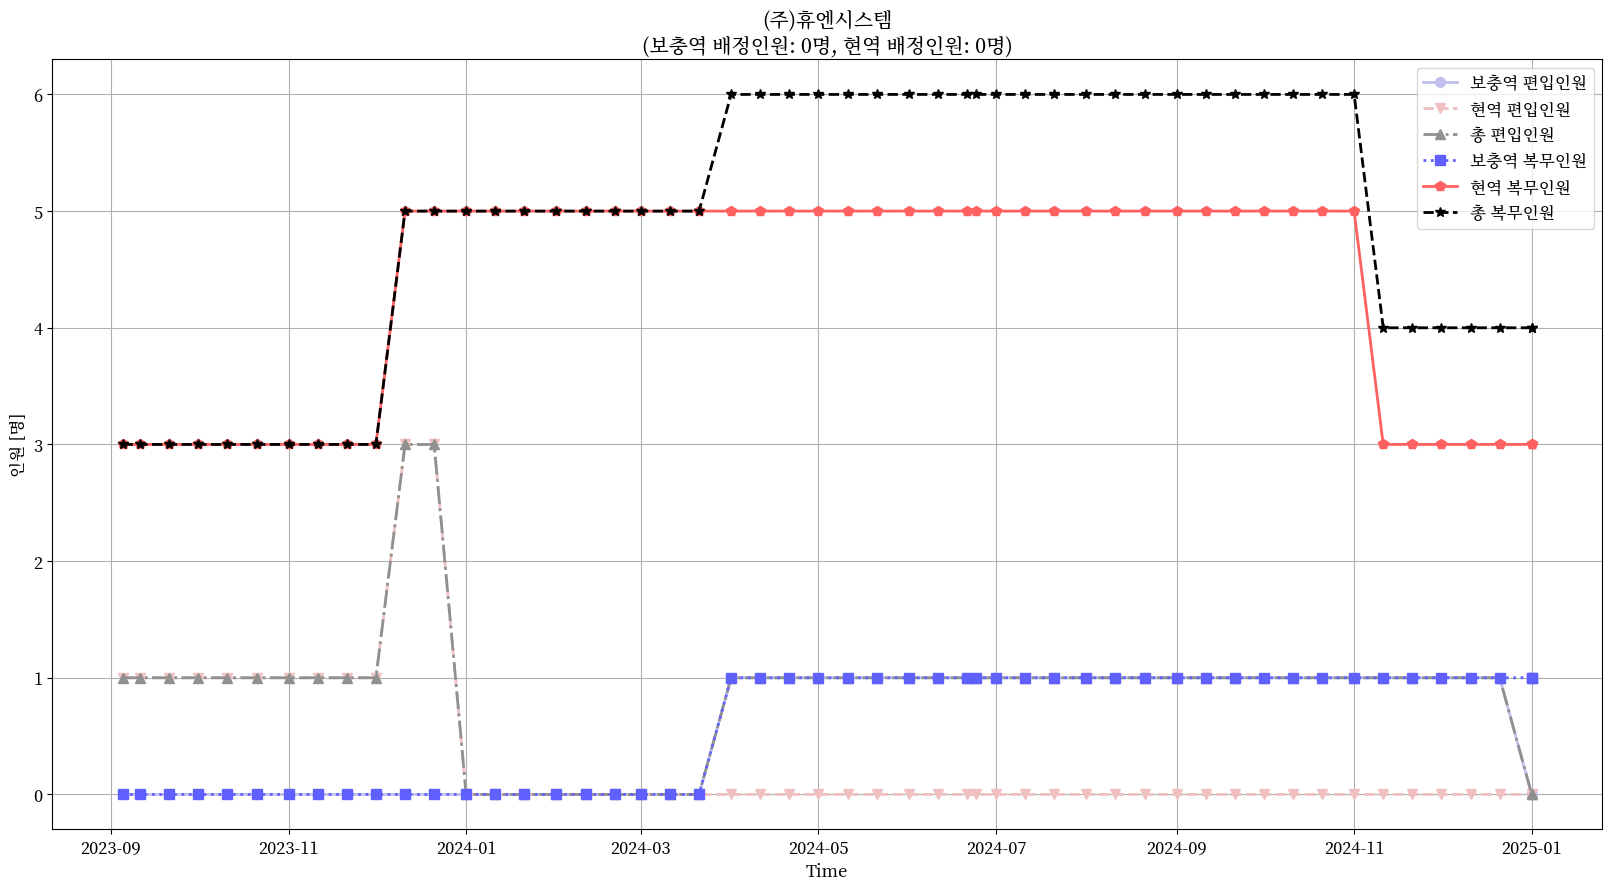 (주)휴엔시스템
(보충역 배정인원: 0명, 현역 배정인원: 0명)
보충역 편입인원
현역 편입인원
총 편입인원
보충역 복무인원
현역 복무인원
총 복무인원
인원 [명]
6
5
4
3
2
1
0
2023-09
2023-11
2024-01
2024-03
2024-05
2024-07
2024-09
2024-11
2025-01
Time